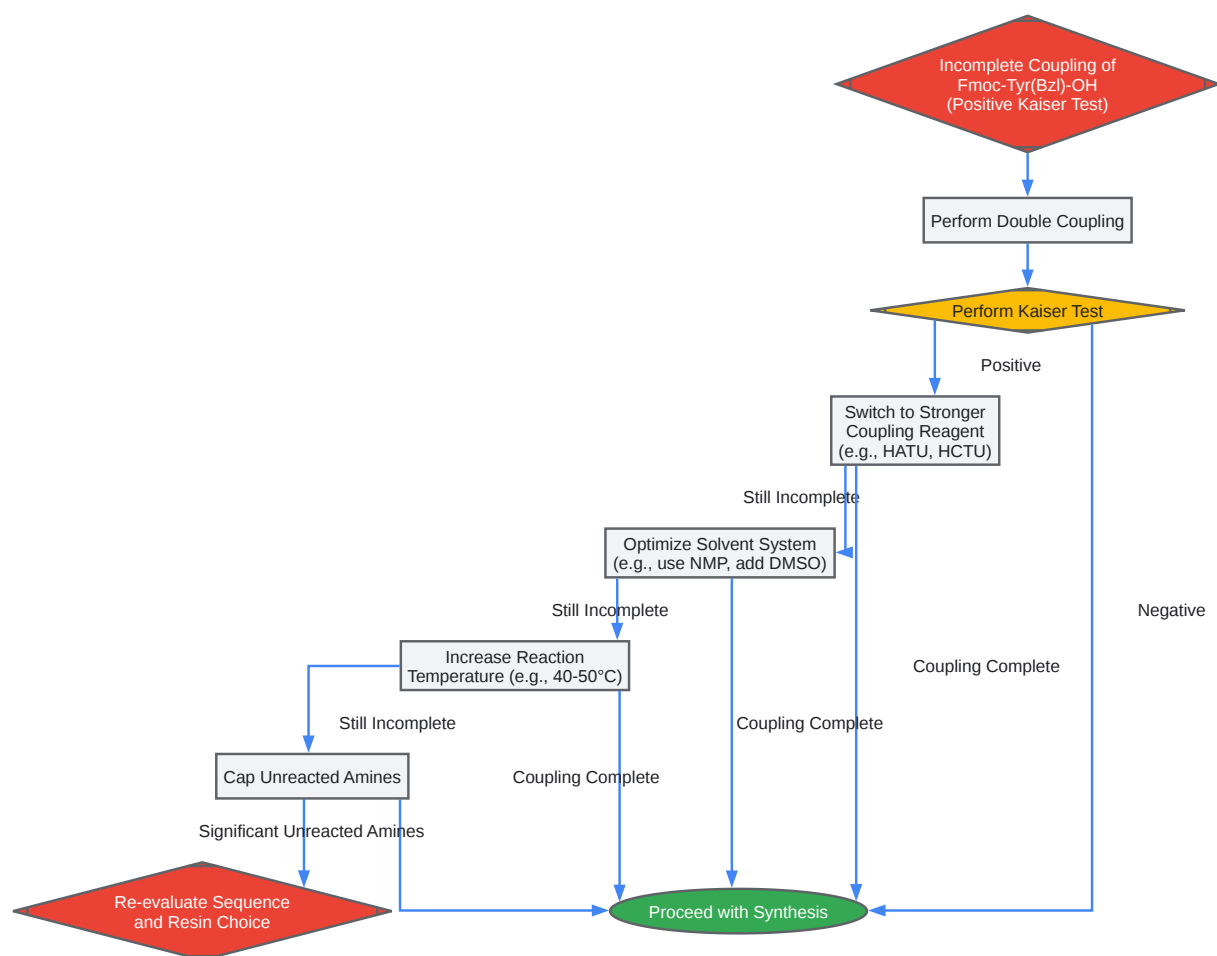 Incomplete Coupling of
Fmoc-Tyr(Bzl)-OH
(Positive Kaiser Test)
Perform Double Coupling
Perform Kaiser Test
Positive
Switch to Stronger
Coupling Reagent
(e.g., HATU, HCTU)
Still Incomplete
Optimize Solvent System
(e.g., use NMP, add DMSO)
Still Incomplete
Negative
Increase Reaction
Temperature (e.g., 40-50°C)
Coupling Complete
Still Incomplete
Coupling Complete
Cap Unreacted Amines
Coupling Complete
Significant Unreacted Amines
Re-evaluate Sequence
and Resin Choice
Proceed with Synthesis